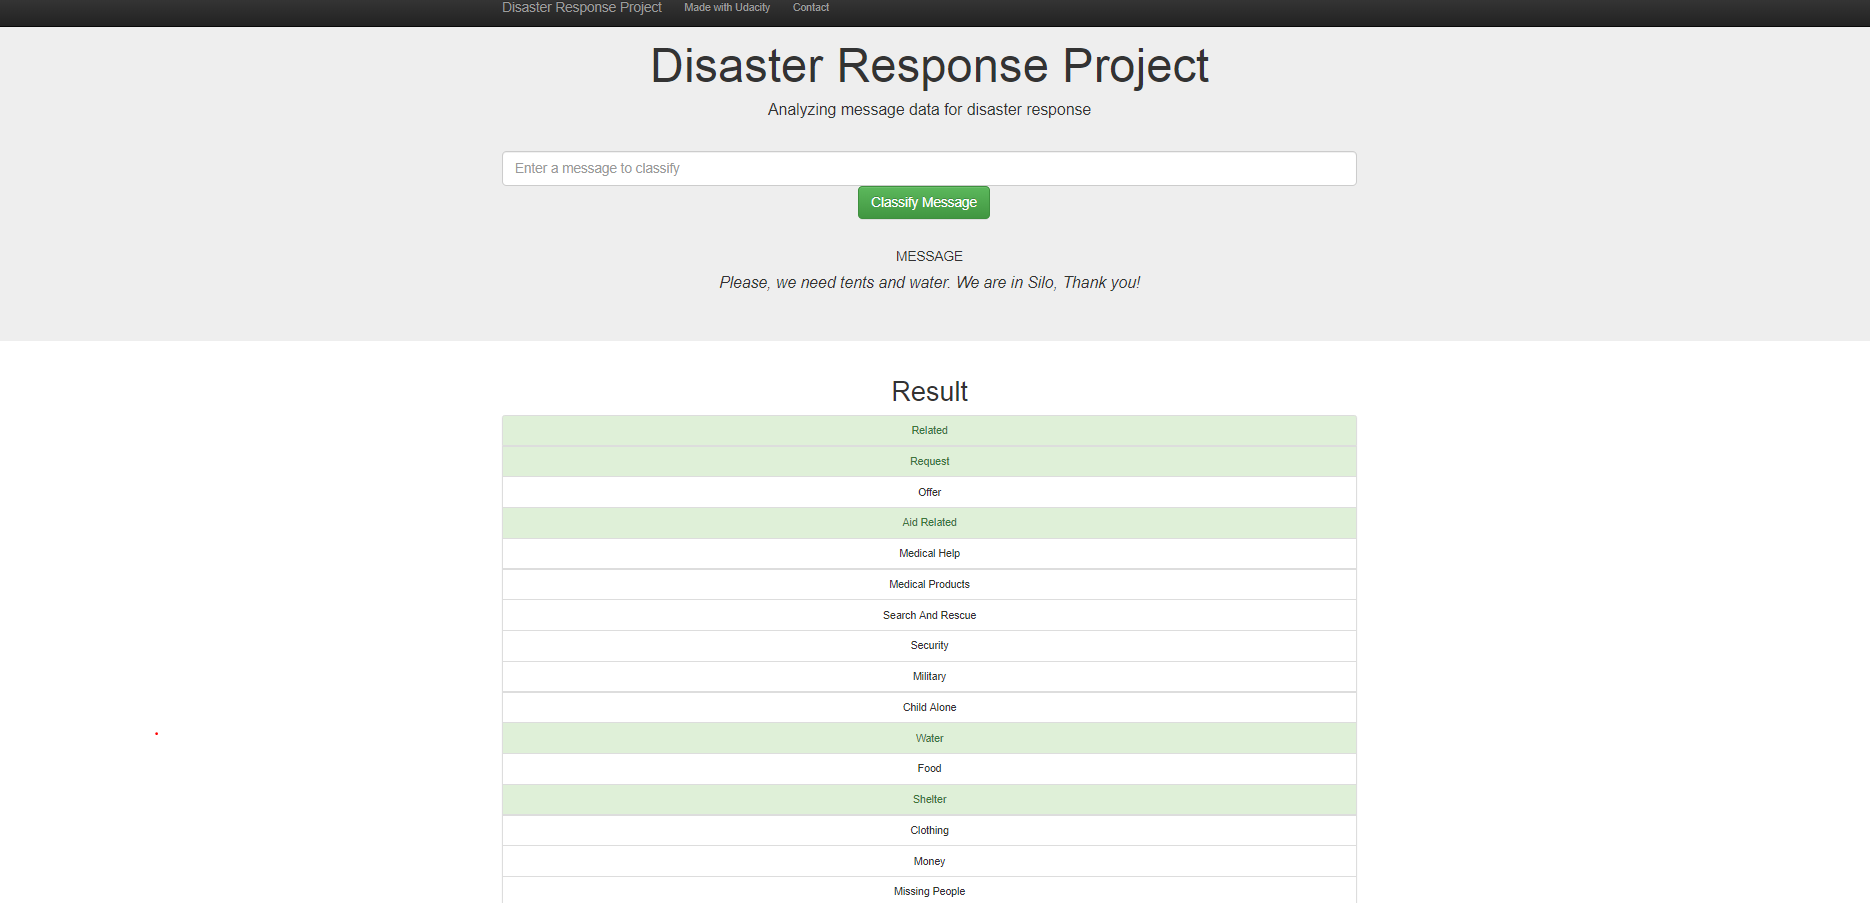 Disaster Response Project Made with Udacity Contact
Disaster Response Project
Analyzing message data for disaster response
Enter a message to classify
Classify Message
MESSAGE
Please, we need tents and water. We are in Silo, Thank you!
Result
Related
Request
Offer
Aid Related
Medical Help
Medical Products
Search And Rescue
Security
Military
Child Alone
Water
Food
Shelter
Clothing
Money
Missing People